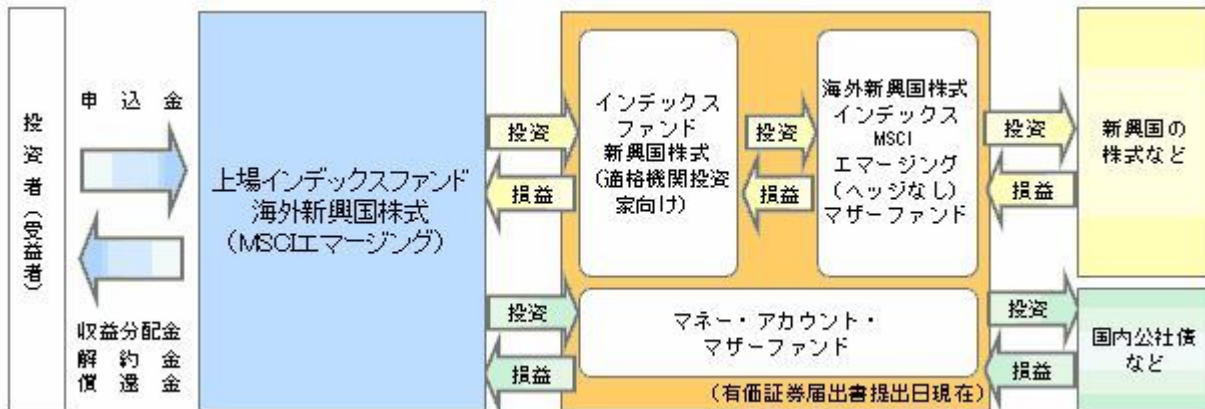 投資者(受益者)
申込金
収益分配金
解約金
償還金
上場インデックスファンド
海外新興国株式
(MSCIエマージング)
投資
損益
投資
損益
インデックス
ファンド
新興国株式
(適格機関投資
家向け)
投資
損益
海外新興国株式
インデックス
MSCI
エマージング
(ヘッジなし)
マザーファンド
マネー・アカウント・
マザーファンド
(有価証券届出書提出日現在)
投資
損益
投資
損益
新興国の
株式など
国内公社債
など